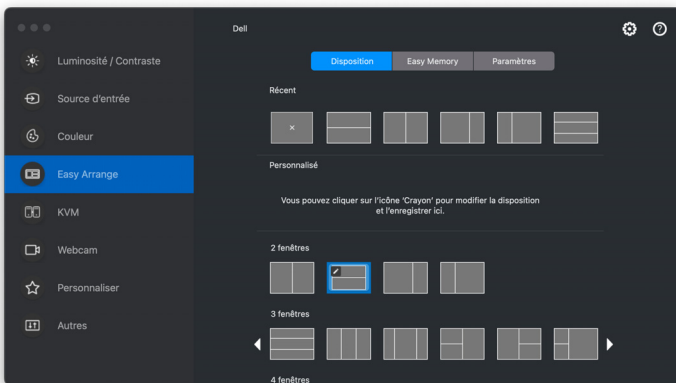 Dell
Luminosité / Contraste
Source d'entrée
Couleur
Easy Arrange
KVM
Webcam
Personnaliser
Autres
Disposition
Easy Memory
Paramètres
Récent
Personnalisé
Vous pouvez cliquer sur l'icône 'Crayon' pour modifier la disposition
et l'enregistrer ici.
2 fenêtres
3 fenêtres
4 fenêtres